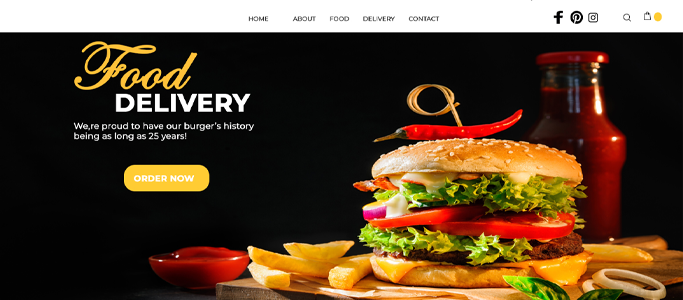 HOME ABOUT FOOD DELIVERY CONTACT
Food
DELIVERY
We,re proud to have our burger's history
being as long as 25 years!
ORDER NOW